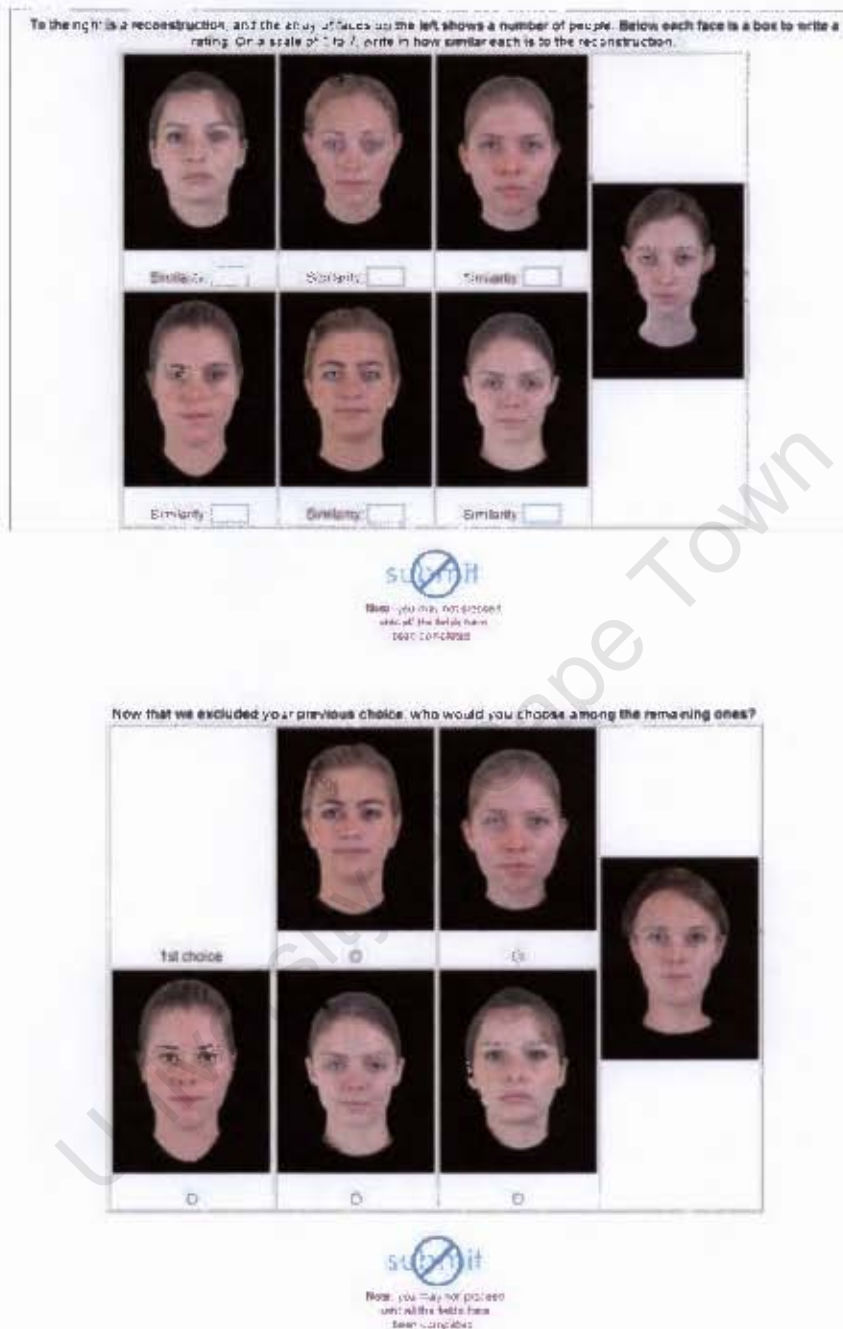 To the right is a reconstruction, and the array of faces on the left shows a number of people. Below each face is a box to write a
rating. On a scale of 1 to 7, write in how similar each is to the reconstruction.
Similarity Similarity Similarity
Similarity Similarity Similarity
submit
Note: you may not proceed
until all the fields have
been completed
Now that we excluded your previous choice, who would you choose among the remaining ones?
1st choice
submit
Note: you may not proceed
until all the fields have
been completed
University of Cape Town